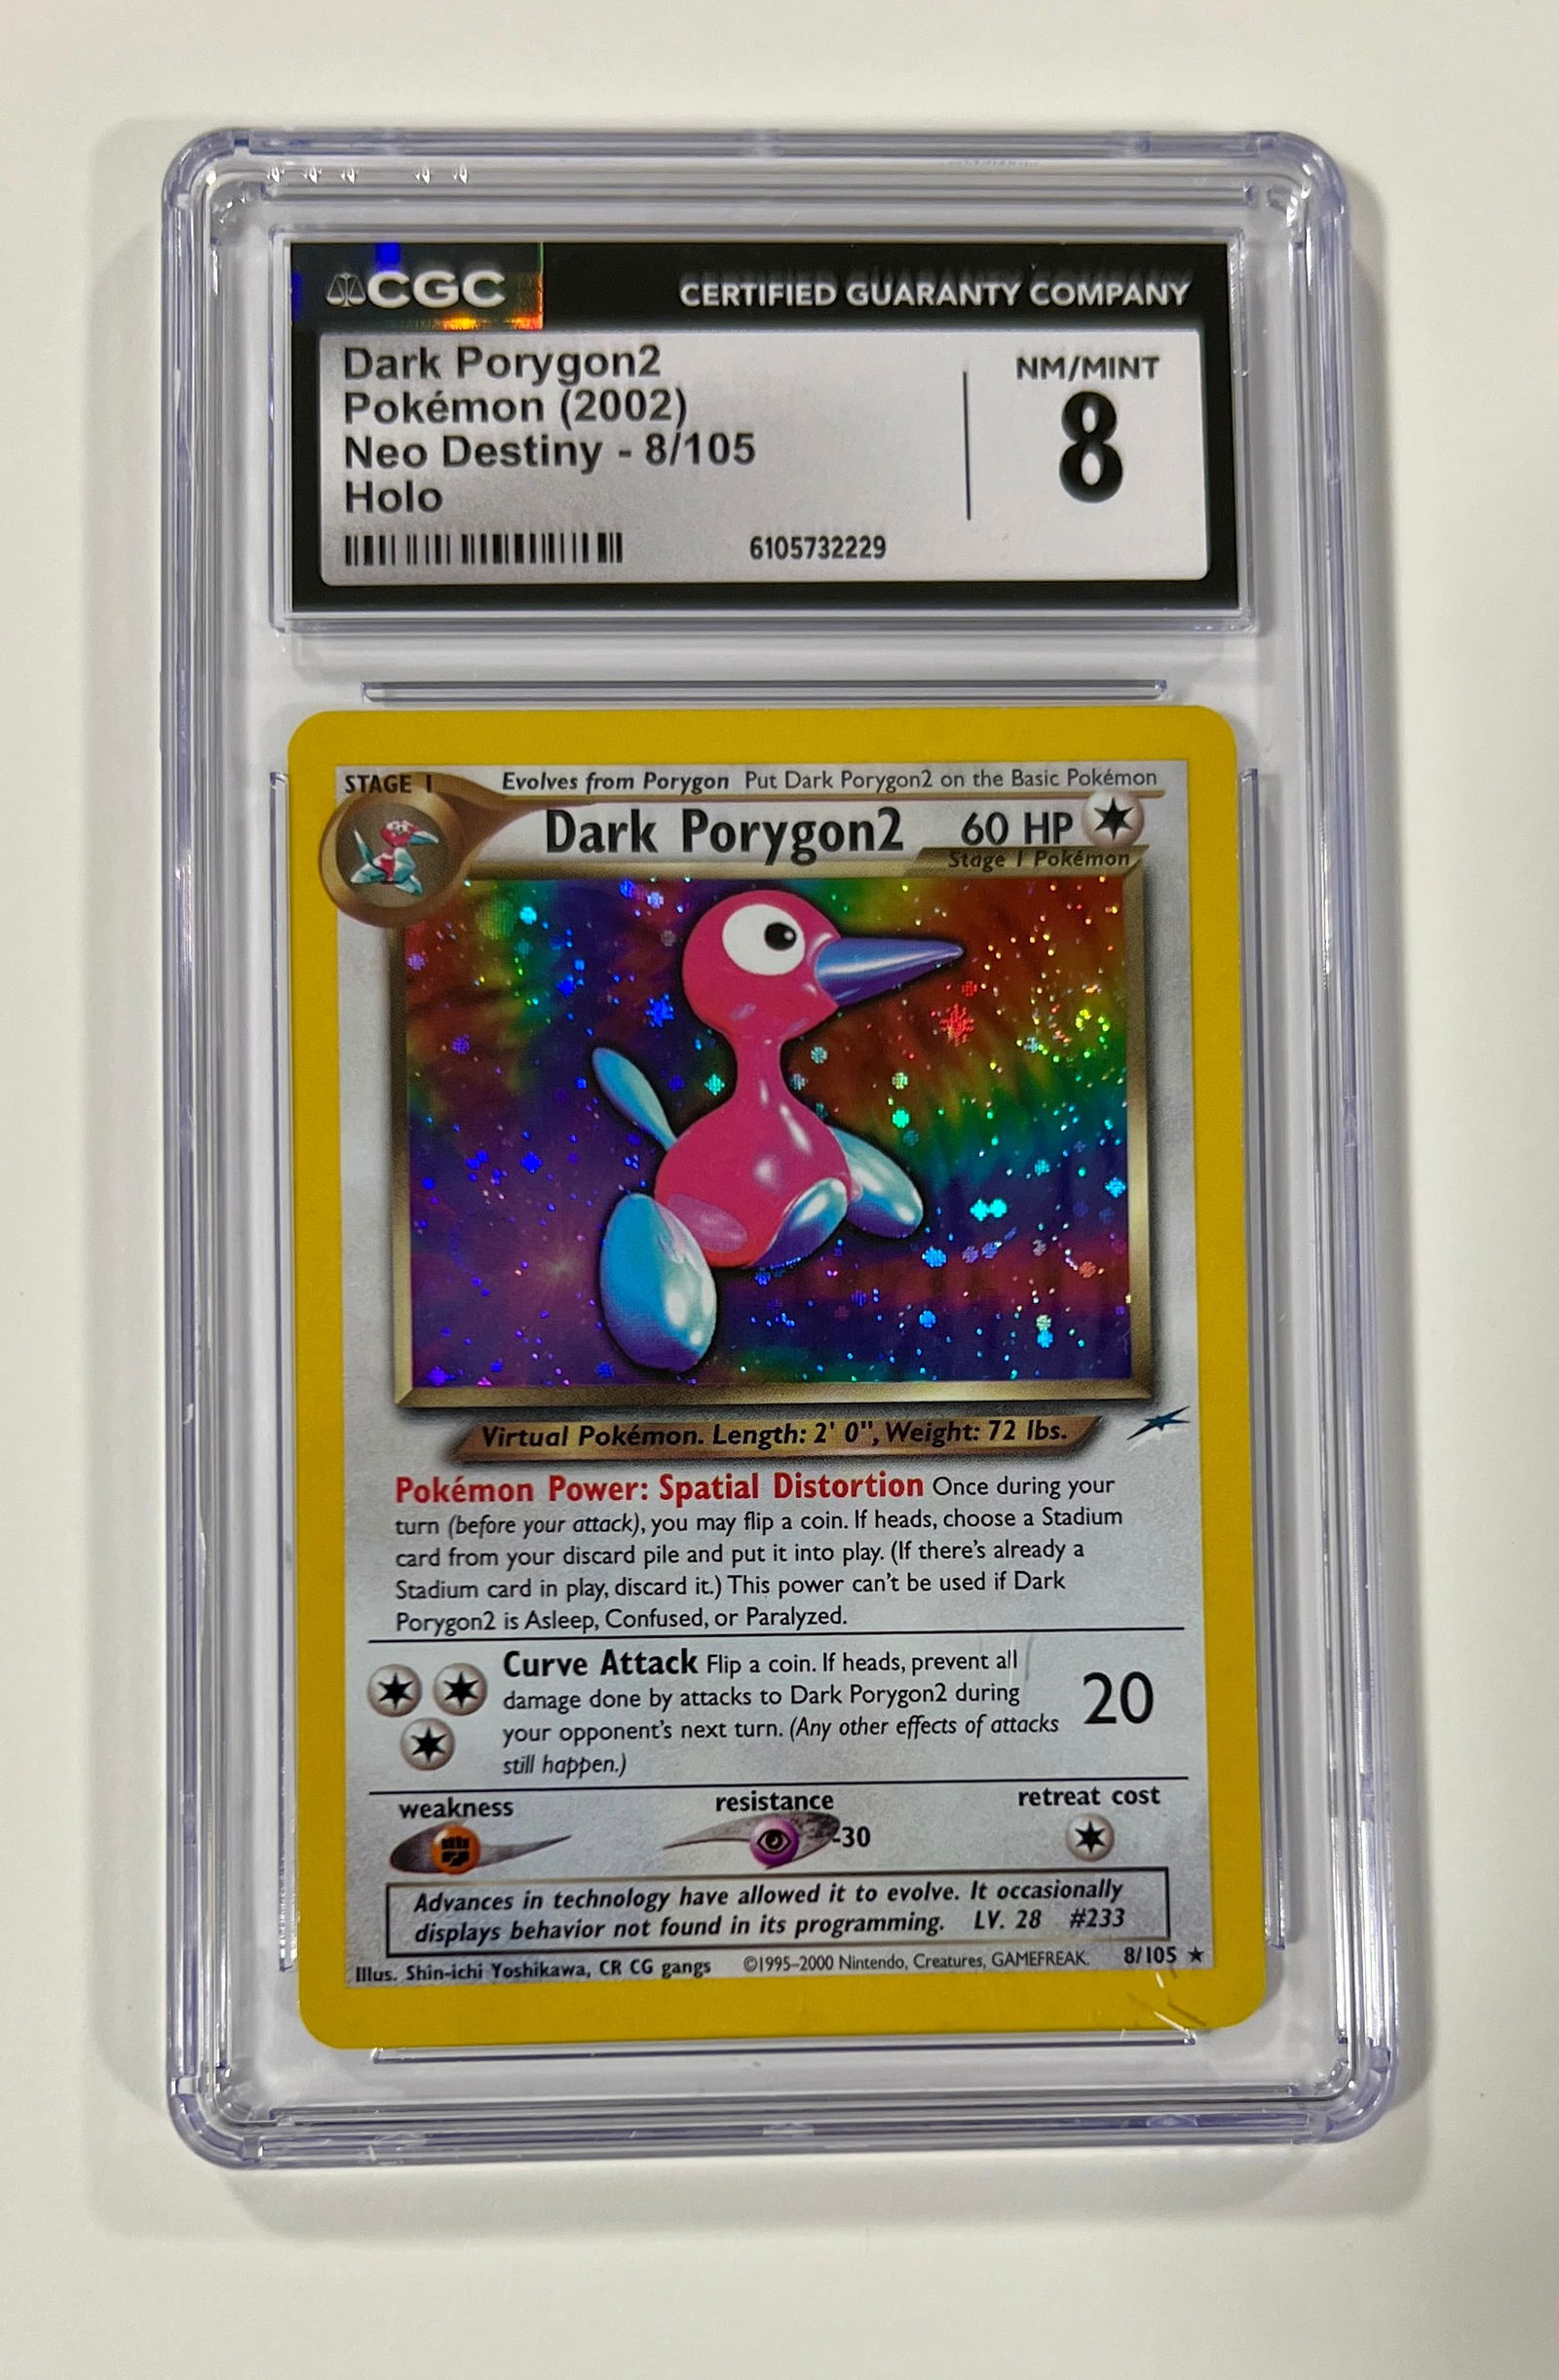 CGC
CERTIFIED GUARANTY COMPANY
Dark Porygon2
Pokémon (2002)
Neo Destiny - 8/105
Holo
NM/MINT
8
6105732229
STAGE 1
Evolves from Porygon Put Dark Porygon2 on the Basic Pokémon
Dark Porygon2 60 HP
Stage 1 Pokémon
Virtual Pokémon. Length: 2' 0", Weight: 72 lbs.
Pokémon Power: Spatial Distortion Once during your
turn (before your attack), you may flip a coin. If heads, choose a Stadium
card from your discard pile and put it into play. (If there's already a
Stadium card in play, discard it.) This power can't be used if Dark
Porygon2 is Asleep, Confused, or Paralyzed.
Curve Attack Flip a coin. If heads, prevent all
damage done by attacks to Dark Porygon2 during
your opponent's next turn. (Any other effects of attacks
still happen.)
20
weakness
resistance
-30
retreat cost
Advances in technology have allowed it to evolve. It occasionally
displays behavior not found in its programming. LV. 28 #233
Illus. Shin-ichi Yoshikawa, CR CG gangs ©1995-2000 Nintendo, Creatures, GAMEFREAK. 8/105 ★